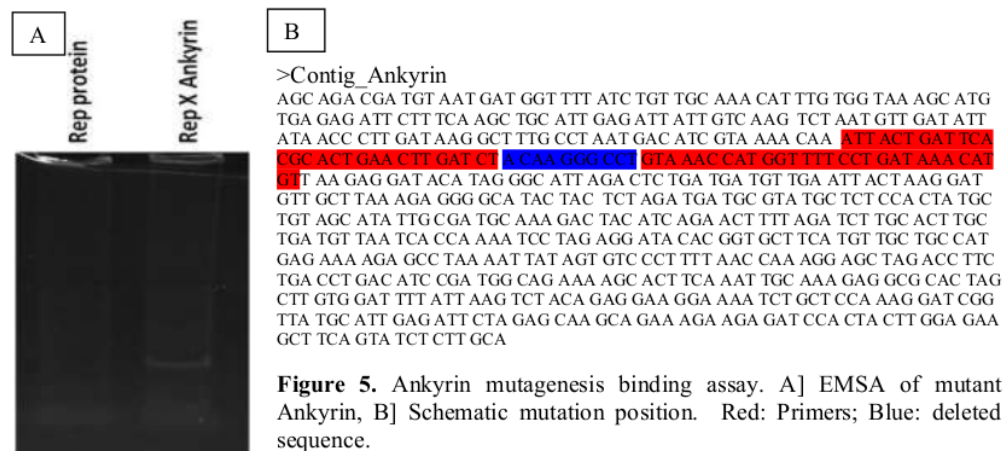 A
B
Rep protein
Rep X Ankyrin
>Contig_Ankyrin
AGC AGA CGA TGT AAT GAT GGT TTT ATC TGT TGC AAA CAT TTG TGG TAA AGC ATG
TGA GAG ATT CTT TCA AGC TGC ATT GAG ATT ATT GTC AAG TCT AAT GTT GAT ATT
ATA ACC CTT GAT AAG GCT TTG CCT AAT GAC ATC GTA AAA CAA ATT ACT GAT TCA
CGC ACT GAA CTT GAT CT ACAA GGG CCT GTA AAC CAT GGT TTT CCT GAT AAA CAT
GTT AA GAG GAT ACA TAG GGC ATT AGA CTC TGA TGA TGT TGA ATT ACT AAG GAT
GTT GCT TAA AGA GGG GCA TAC TAC TCT AGA TGA TGC GTA TGC TCT CCA CTA TGC
TGT AGC ATA TTG CGA TGC AAA GAC TAC ATC AGA ACT TTT AGA TCT TGC ACT TGC
TGA TGT TAA TCA CCA AAA TCC TAG AGG ATA CAC GGT GCT TCA TGT TGC TGC CAT
GAG AAA AGA GCC TAA AAT TAT AGT GTC CCT TTT AAC CAA AGG AGC TAG ACC TTC
TGA CCT GAC ATC CGA TGG CAG AAA AGC ACT TCA AAT TGC AAA GAG GCG CAC TAG
CTT GTG GAT TTT ATT AAG TCT ACA GAG GAA GGA AAA TCT GCT CCA AAG GAT CGG
TTA TGC ATT GAG ATT CTA GAG CAA GCA GAA AGA AGA GAT CCA CTA CTT GGA GAA
GCT TCA GTA TCT CTT GCA
Figure 5. Ankyrin mutagenesis binding assay. A] EMSA of mutant
Ankyrin, B] Schematic mutation position. Red: Primers; Blue: deleted
sequence.